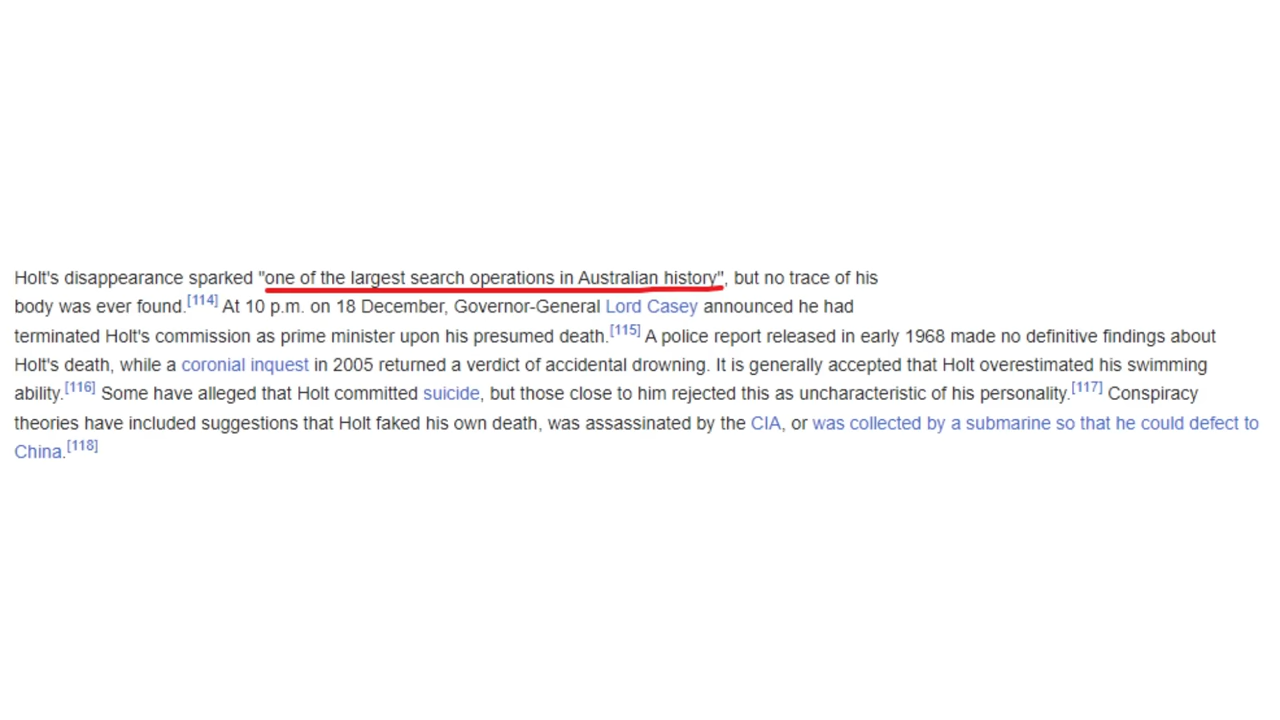 Holt's disappearance sparked "one of the largest search operations in Australian history", but no trace of his
body was ever found.[114] At 10 p.m. on 18 December, Governor-General Lord Casey announced he had
terminated Holt's commission as prime minister upon his presumed death.[115] A police report released in early 1968 made no definitive findings about
Holt's death, while a coronial inquest in 2005 returned a verdict of accidental drowning. It is generally accepted that Holt overestimated his swimming
ability.[116] Some have alleged that Holt committed suicide, but those close to him rejected this as uncharacteristic of his personality.[117] Conspiracy
theories have included suggestions that Holt faked his own death, was assassinated by the CIA, or was collected by a submarine so that he could defect to
China.[118]